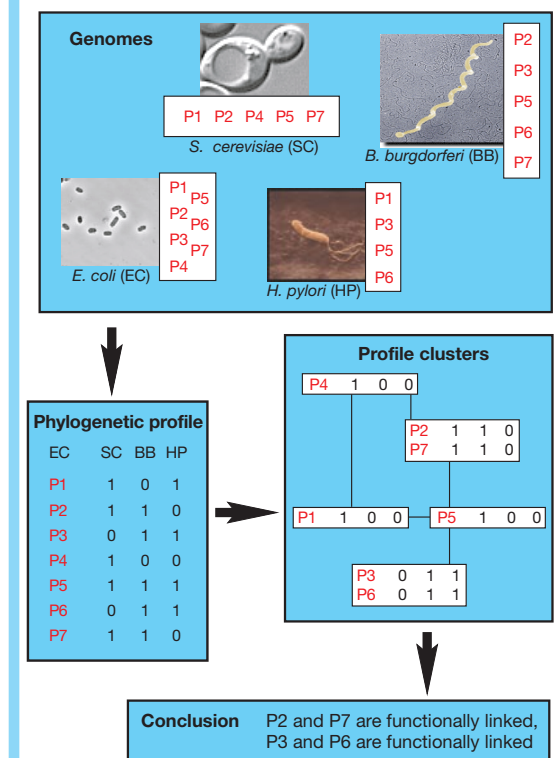 Genomes
P1 P2 P4 P5 P7
S. cerevisiae (SC)
P2
P3
P5
P6
P7
B. burgdorferi (BB)
P1
P5
P2
P6
P3
P7
P4
E. coli (EC)
P1
P3
P5
P6
H. pylori (HP)
Phylogenetic profile
EC SC BB HP
P1 1 0 1
P2 1 1 0
P3 0 1 1
P4 1 0 0
P5 1 1 1
P6 0 1 1
P7 1 1 0
Profile clusters
P4 1 0 0
P2 1 1 0
P7 1 1 0
P1 1 0 0
P5 1 0 0
P3 0 1 1
P6 0 1 1
Conclusion P2 and P7 are functionally linked,
P3 and P6 are functionally linked